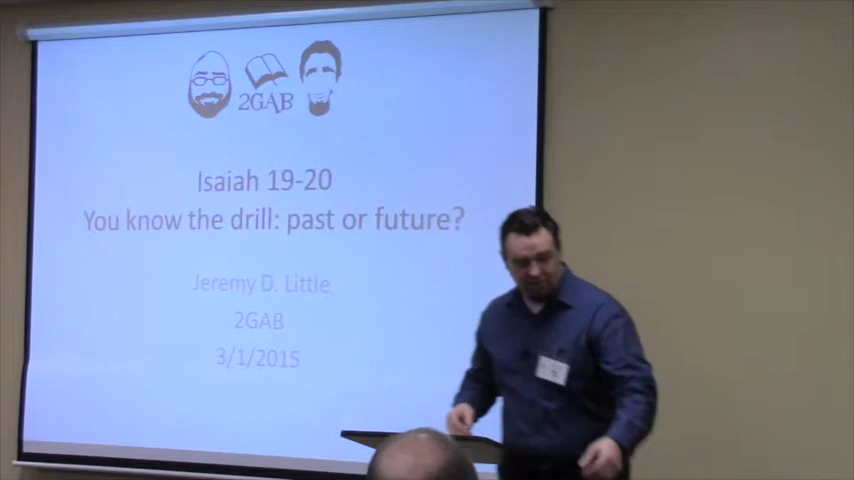 2GAB
Isaiah 19-20
You know the drill: past or future?
Jeremy D. Little
2GAB
3/1/2015